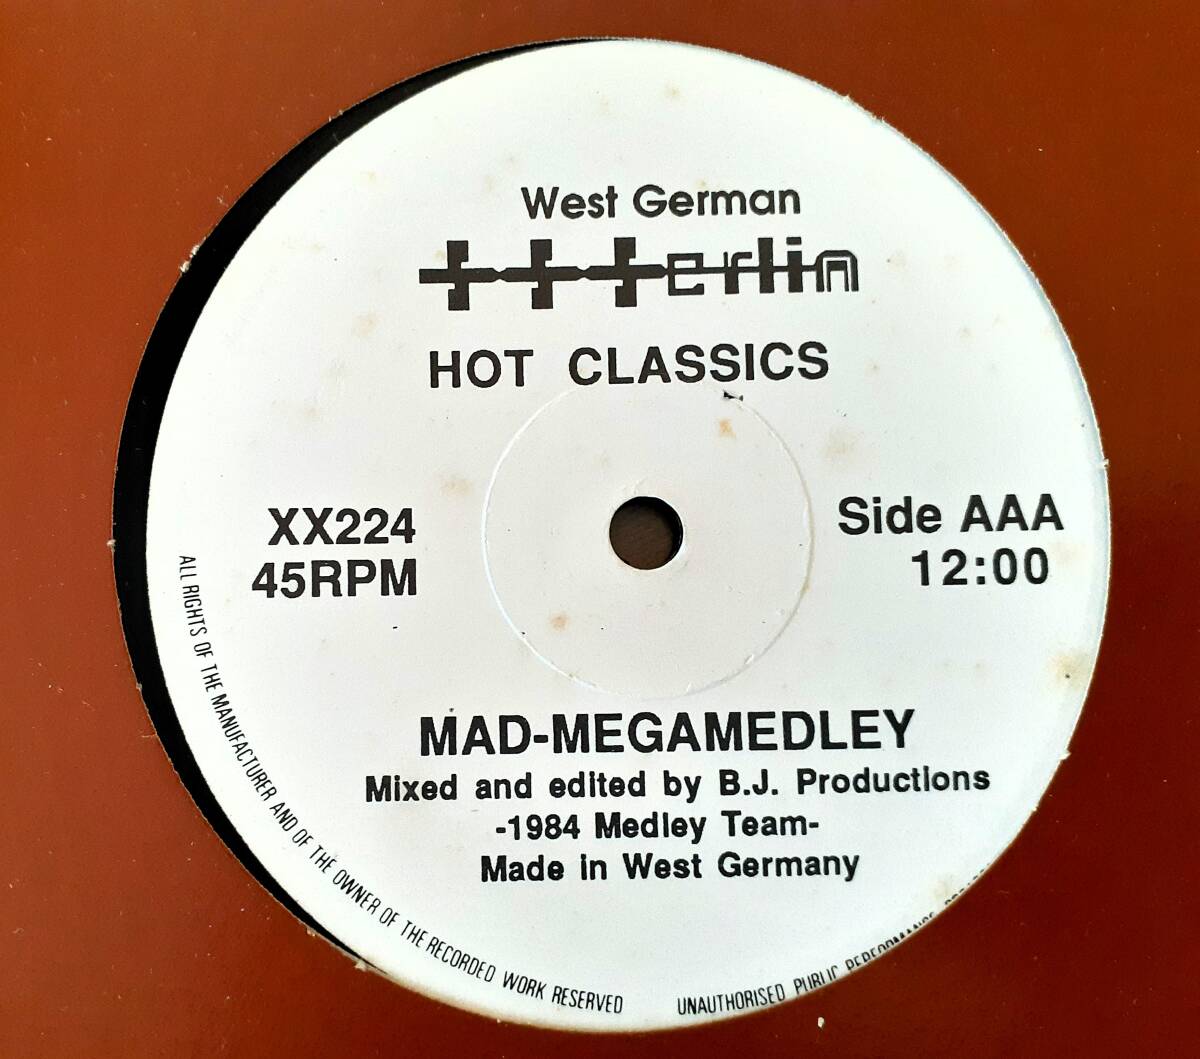 West German
HOT CLASSICS
XX224
45RPM
Side AAA
12:00
MAD-MEGAMEDLEY
Mixed and edited by B.J. Productions
-1984 Medley Team-
Made in West Germany
ALL RIGHTS OF THE MANUFACTURER AND OF THE OWNER OF THE RECORDED WORK RESERVED
UNAUTHORISED PUBLIC PERFORMANCE